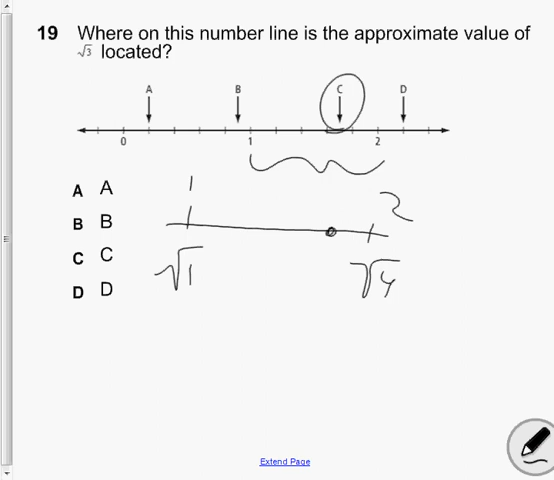 19 Where on this number line is the approximate value of
√3 located?
A B C D
0 1 2
A A
B B
C C
D D
1 2
√1 √4
Extend Page